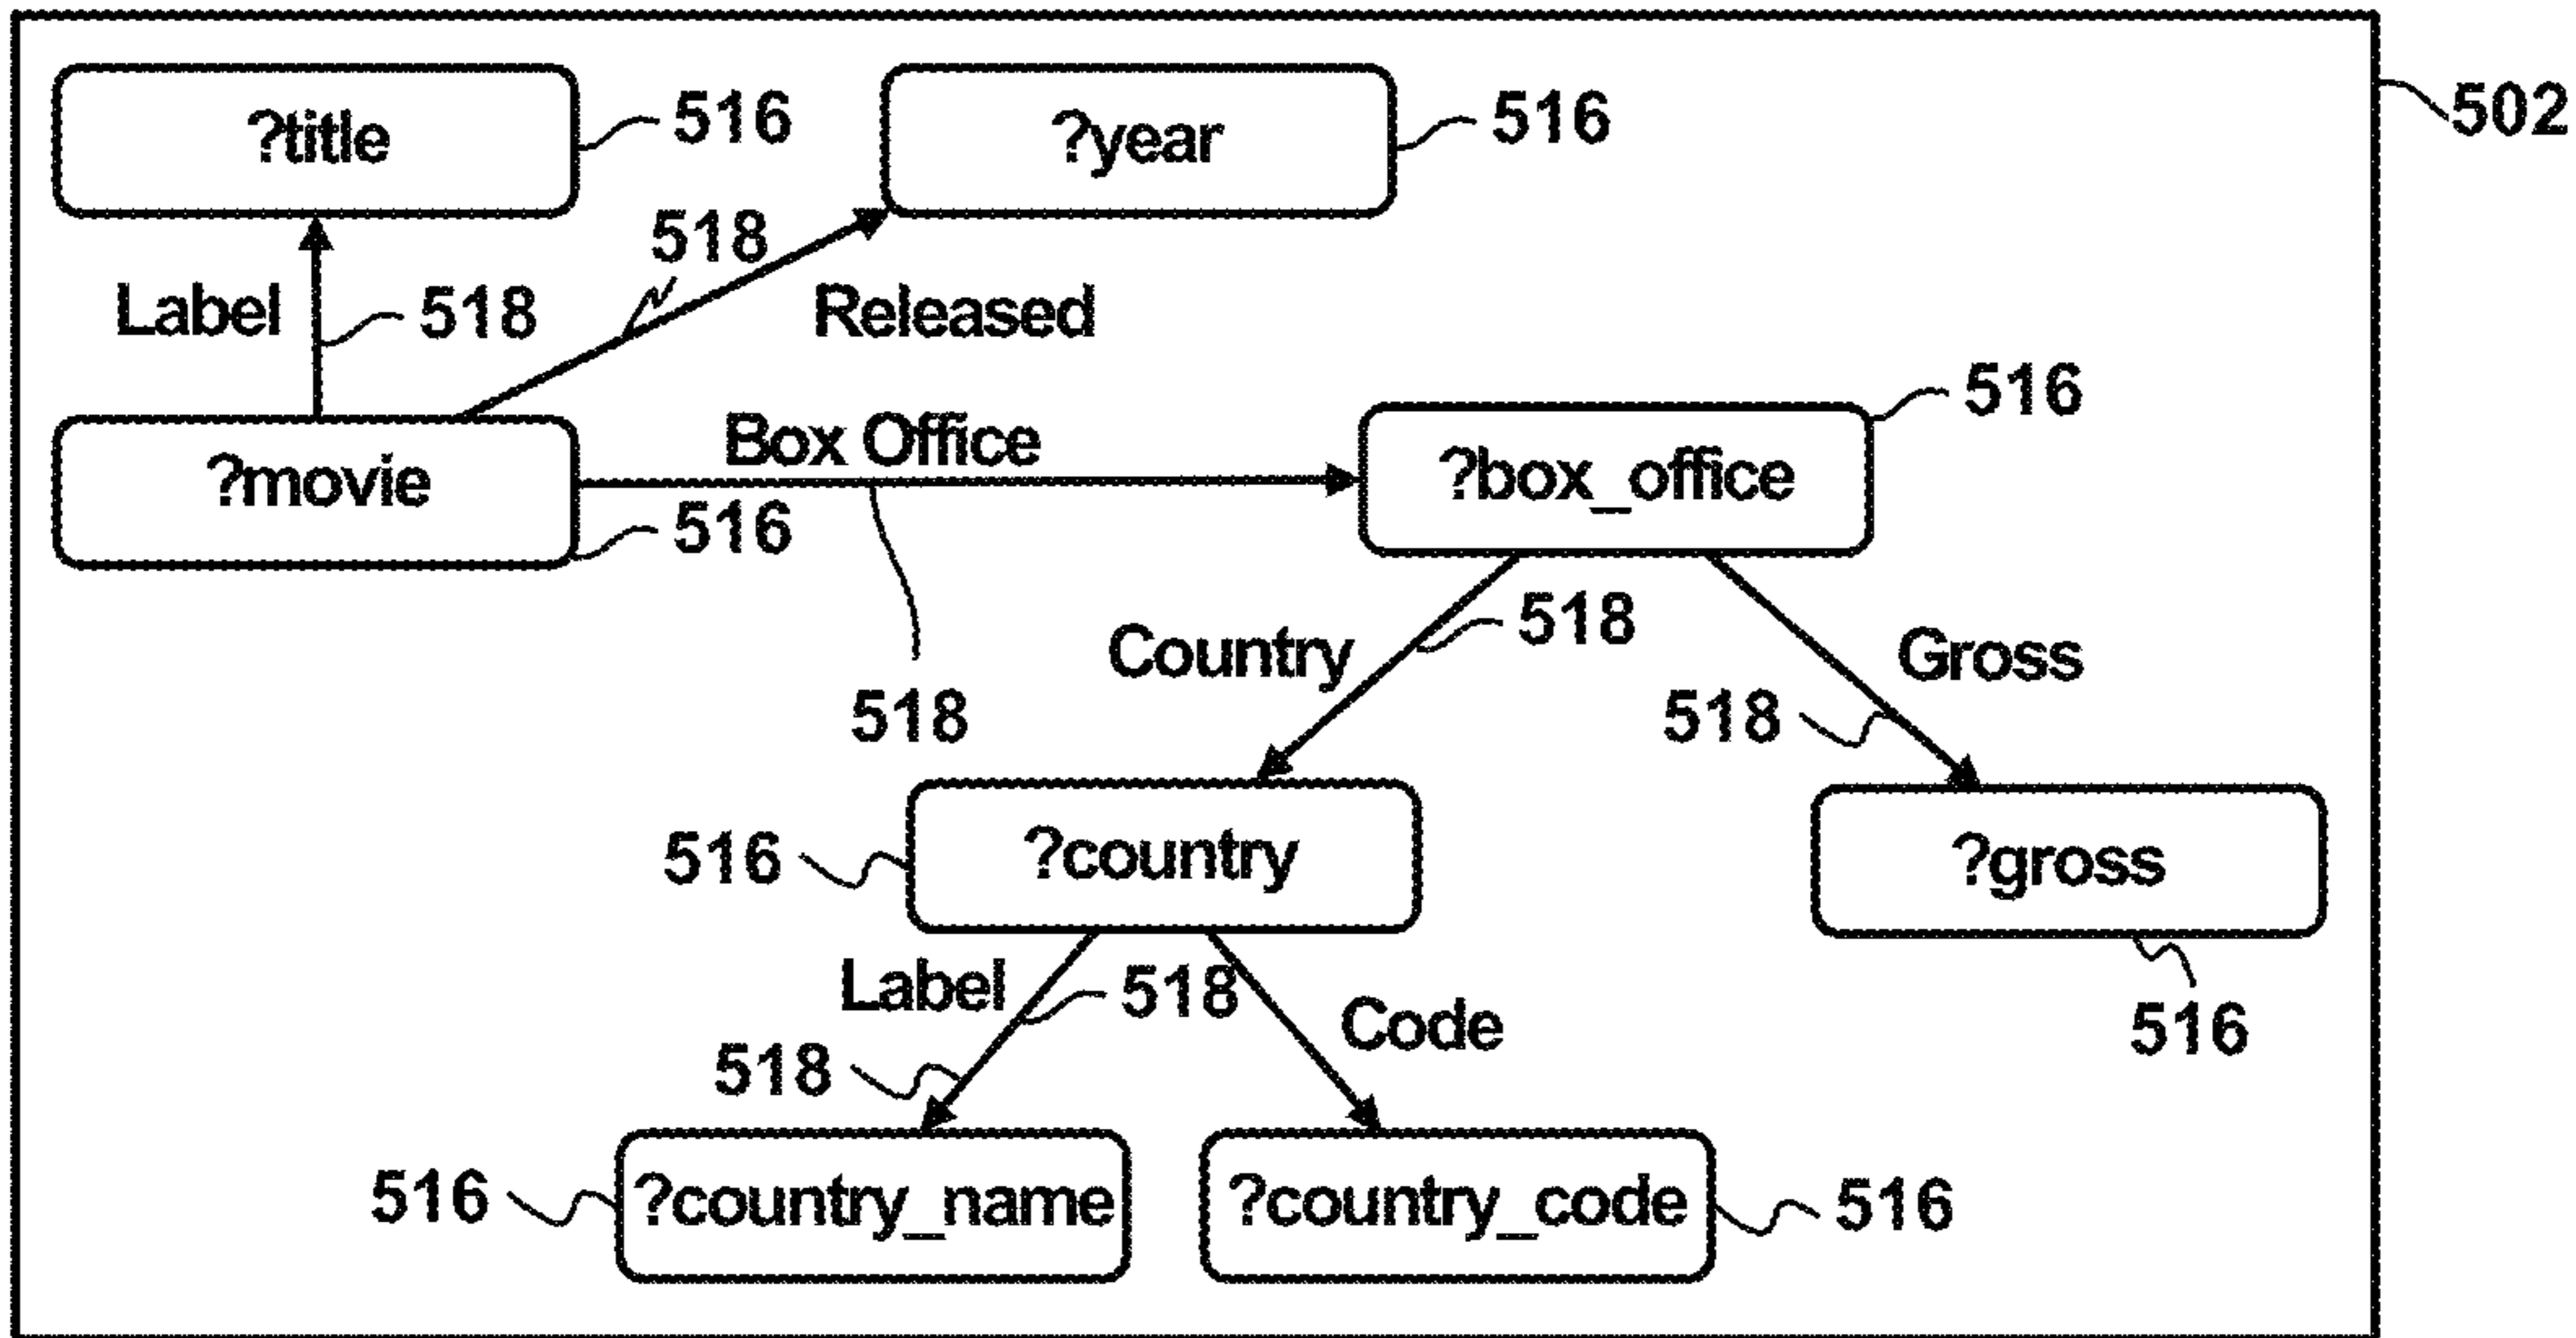 ?title 516 ?year 516 502
518
Label 518 Released
516
Box Office
?movie 516 ?box_office
518
Country Gross
518 518
516 ?country ?gross
Label 518
Code 516
518
516 ?country_name ?country_code 516